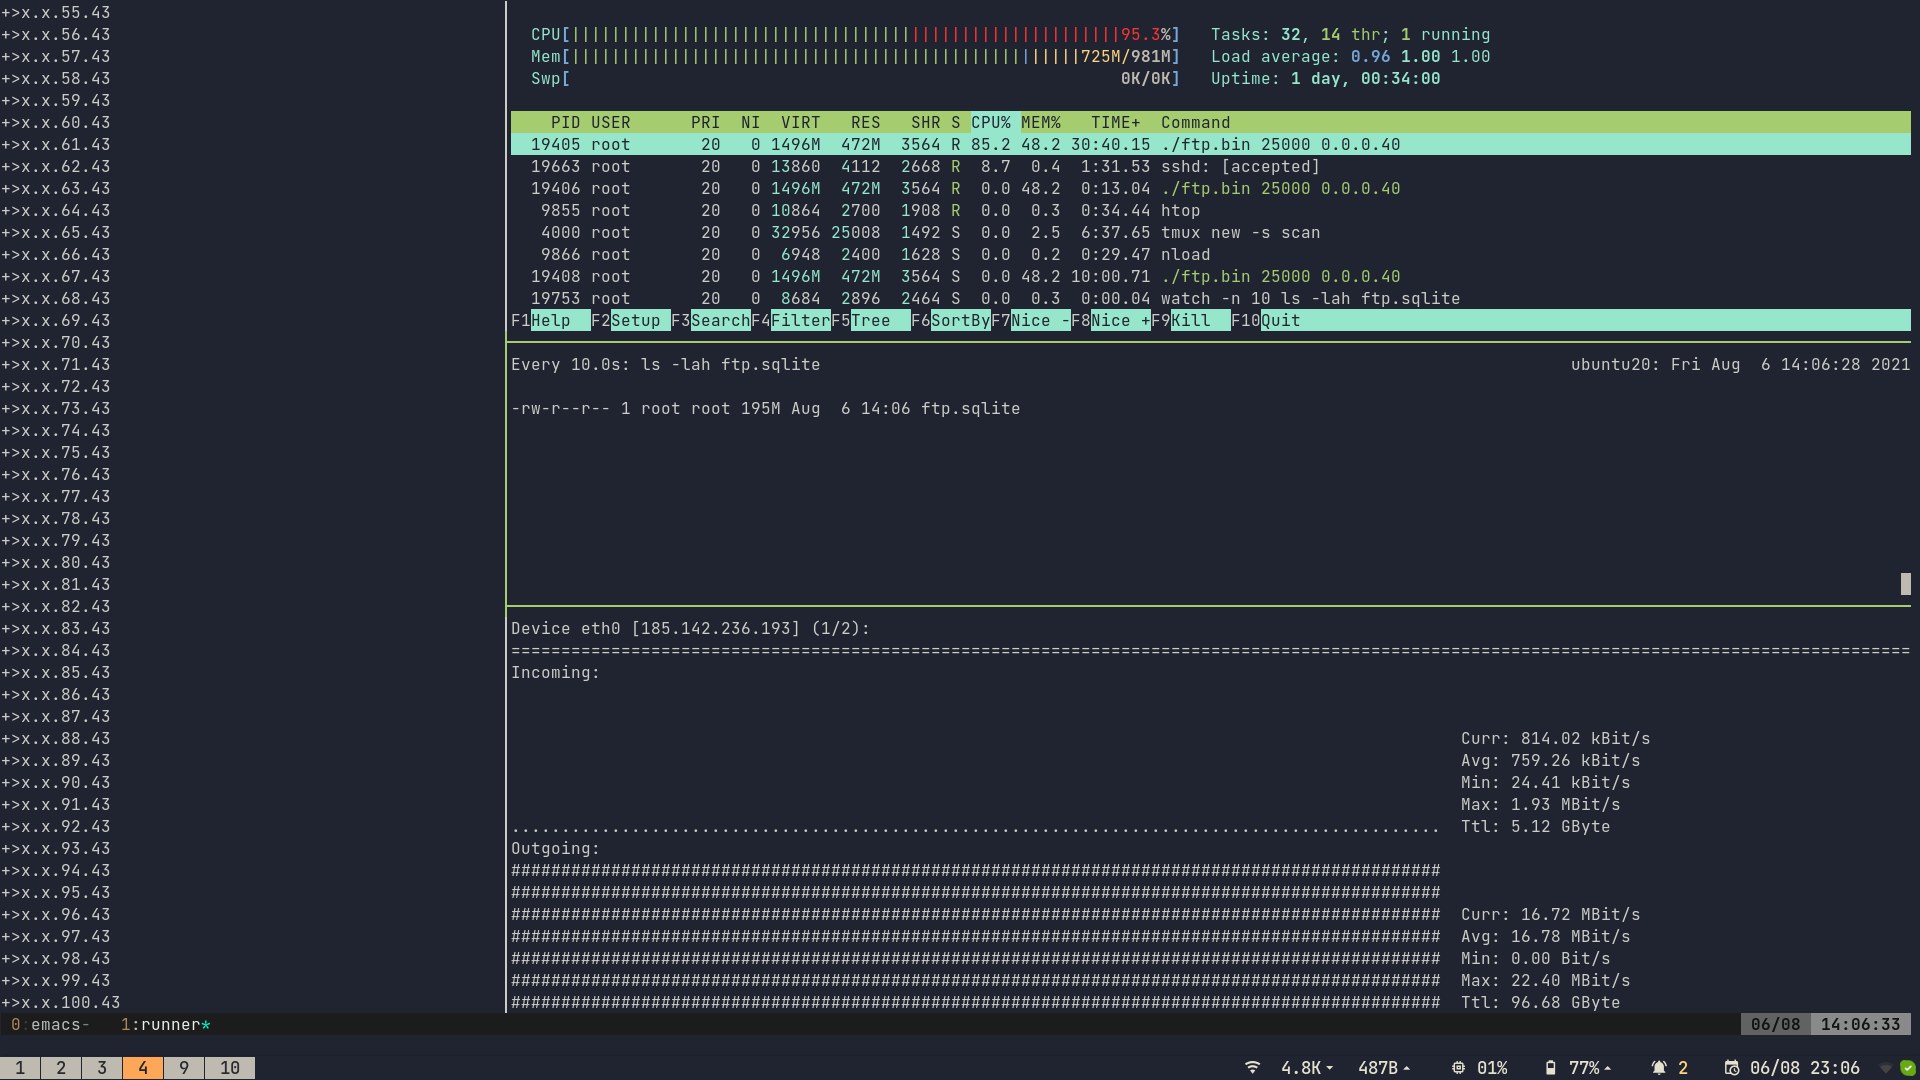 +>x.x.55.43
+>x.x.56.43
+>x.x.57.43
+>x.x.58.43
+>x.x.59.43
+>x.x.60.43
+>x.x.61.43
+>x.x.62.43
+>x.x.63.43
+>x.x.64.43
+>x.x.65.43
+>x.x.66.43
+>x.x.67.43
+>x.x.68.43
+>x.x.69.43
+>x.x.70.43
+>x.x.71.43
+>x.x.72.43
+>x.x.73.43
+>x.x.74.43
+>x.x.75.43
+>x.x.76.43
+>x.x.77.43
+>x.x.78.43
+>x.x.79.43
+>x.x.80.43
+>x.x.81.43
+>x.x.82.43
+>x.x.83.43
+>x.x.84.43
+>x.x.85.43
+>x.x.86.43
+>x.x.87.43
+>x.x.88.43
+>x.x.89.43
+>x.x.90.43
+>x.x.91.43
+>x.x.92.43
+>x.x.93.43
+>x.x.94.43
+>x.x.95.43
+>x.x.96.43
+>x.x.97.43
+>x.x.98.43
+>x.x.99.43
+>x.x.100.43
CPU[|||||||||||||||||||||||||||||||||||||||||||||||||||||||95.3%] Tasks: 32, 14 thr; 1 running
Mem[|||||||||||||||||||||||||||||||||||||||||||||||||||725M/981M] Load average: 0.96 1.00 1.00
Swp[ 0K/0K] Uptime: 1 day, 00:34:00
PID USER PRI NI VIRT RES SHR S CPU% MEM% TIME+ Command
19405 root 20 0 1496M 472M 3564 R 85.2 48.2 30:40.15 ./ftp.bin 25000 0.0.0.40
19663 root 20 0 13860 4112 2668 R 8.7 0.4 1:31.53 sshd: [accepted]
19406 root 20 0 1496M 472M 3564 R 0.0 48.2 0:13.04 ./ftp.bin 25000 0.0.0.40
9855 root 20 0 10864 2700 1908 R 0.0 0.3 0:34.44 htop
4000 root 20 0 32956 25008 1492 S 0.0 2.5 6:37.65 tmux new -s scan
9866 root 20 0 6948 2400 1628 S 0.0 0.2 0:29.47 nload
19408 root 20 0 1496M 472M 3564 S 0.0 48.2 10:00.71 ./ftp.bin 25000 0.0.0.40
19753 root 20 0 8684 2896 2464 S 0.0 0.3 0:00.04 watch -n 10 ls -lah ftp.sqlite
F1Help F2Setup F3SearchF4FilterF5Tree F6SortByF7Nice -F8Nice +F9Kill F10Quit
Every 10.0s: ls -lah ftp.sqlite ubuntu20: Fri Aug 6 14:06:28 2021
-rw-r--r-- 1 root root 195M Aug 6 14:06 ftp.sqlite
Device eth0 [185.142.236.193] (1/2):
============================================================================================================================================
Incoming:
Curr: 814.02 kBit/s
Avg: 759.26 kBit/s
Min: 24.41 kBit/s
Max: 1.93 MBit/s
............................................................................................. Ttl: 5.12 GByte
Outgoing:
#############################################################################################
#############################################################################################
############################################################################################# Curr: 16.72 MBit/s
############################################################################################# Avg: 16.78 MBit/s
############################################################################################# Min: 0.00 Bit/s
############################################################################################# Max: 22.40 MBit/s
############################################################################################# Ttl: 96.68 GByte
0:emacs- 1:runner* 06/08 14:06:33
1 2 3 4 9 10 4.8K 487B 01% 77% 2 06/08 23:06